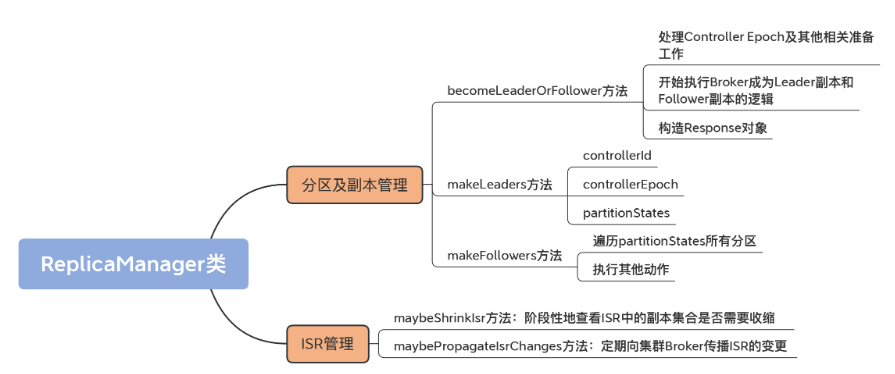 ReplicaManager类
分区及副本管理
becomeLeaderOrFollower方法
处理Controller Epoch及其他相关准备
工作
开始执行Broker成为Leader副本和
Follower副本的逻辑
构造Response对象
makeLeaders方法
controllerId
controllerEpoch
partitionStates
makeFollowers方法
遍历partitionStates所有分区
执行其他动作
ISR管理
maybeShrinkIsr方法：阶段性地查看ISR中的副本集合是否需要收缩
maybePropagateIsrChanges方法：定期向集群Broker传播ISR的变更